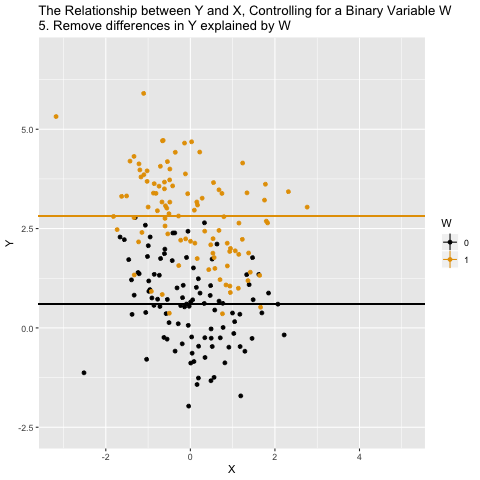 The Relationship between Y and X, Controlling for a Binary Variable W
5. Remove differences in Y explained by W
5.0
2.5
0.0
-2.5
-2
0
2
4
X
Y
W
0
1